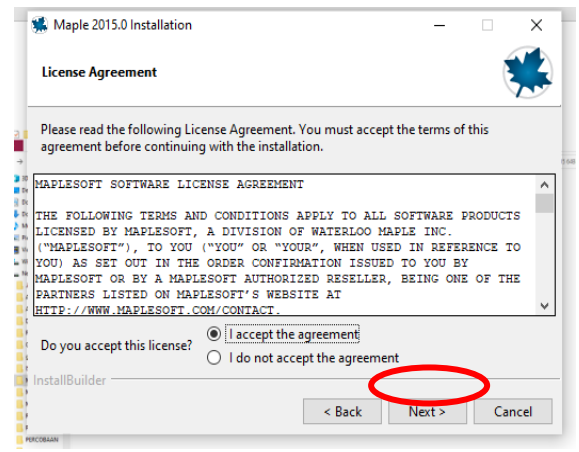 Maple 2015.0 Installation
License Agreement
Please read the following License Agreement. You must accept the terms of this
agreement before continuing with the installation.
MAPLESOFT SOFTWARE LICENSE AGREEMENT
THE FOLLOWING TERMS AND CONDITIONS APPLY TO ALL SOFTWARE PRODUCTS
LICENSED BY MAPLESOFT, A DIVISION OF WATERLOO MAPLE INC.
("MAPLESOFT"), TO YOU ("YOU" OR "YOUR", WHEN USED IN REFERENCE TO
YOU) AS SET OUT IN THE ORDER CONFIRMATION ISSUED TO YOU BY
MAPLESOFT OR BY A MAPLESOFT AUTHORIZED RESELLER, BEING ONE OF THE
PARTNERS LISTED ON MAPLESOFT'S WEBSITE AT
HTTP://WWW.MAPLESOFT.COM/CONTACT.
Do you accept this license?
I accept the agreement
I do not accept the agreement
InstallBuilder
< Back Next > Cancel
PERCOBAAN